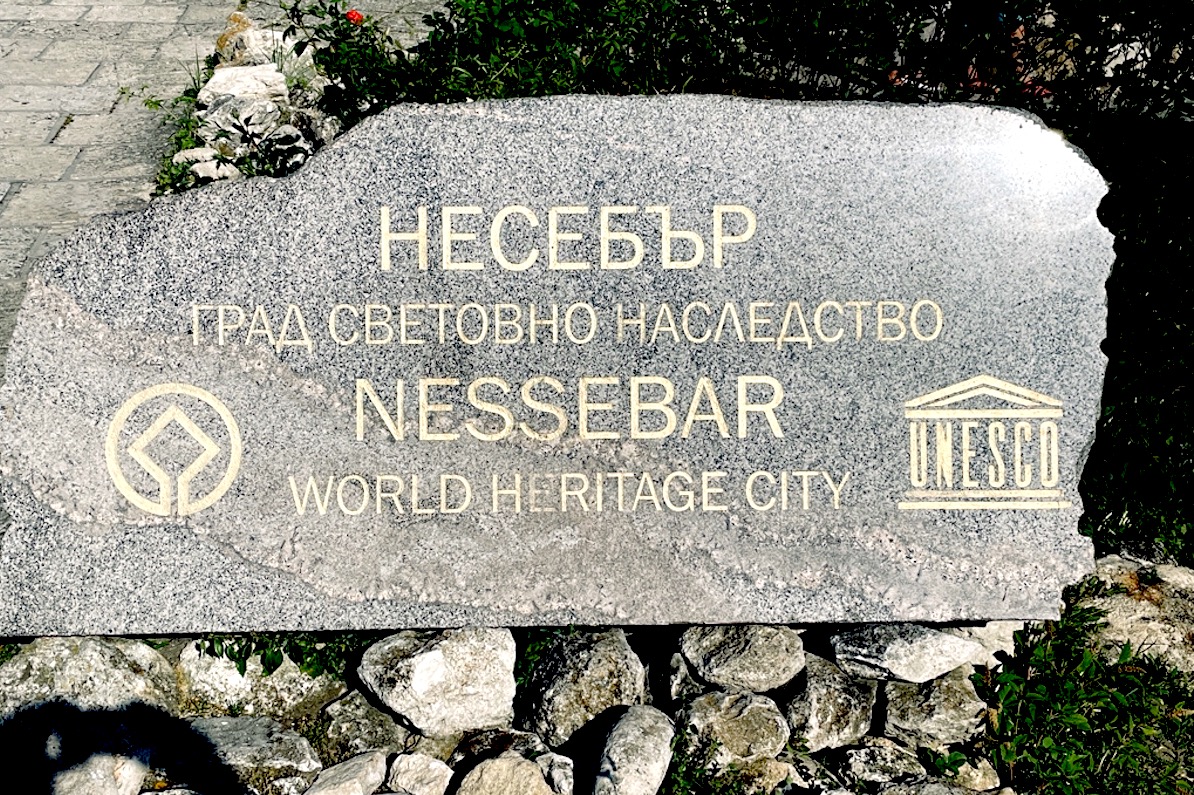 НЕСЕБЪР
ГРАД СВЕТОВНО НАСЛЕДСТВО
NESSEBAR
WORLD HERITAGE CITY
UNESCO